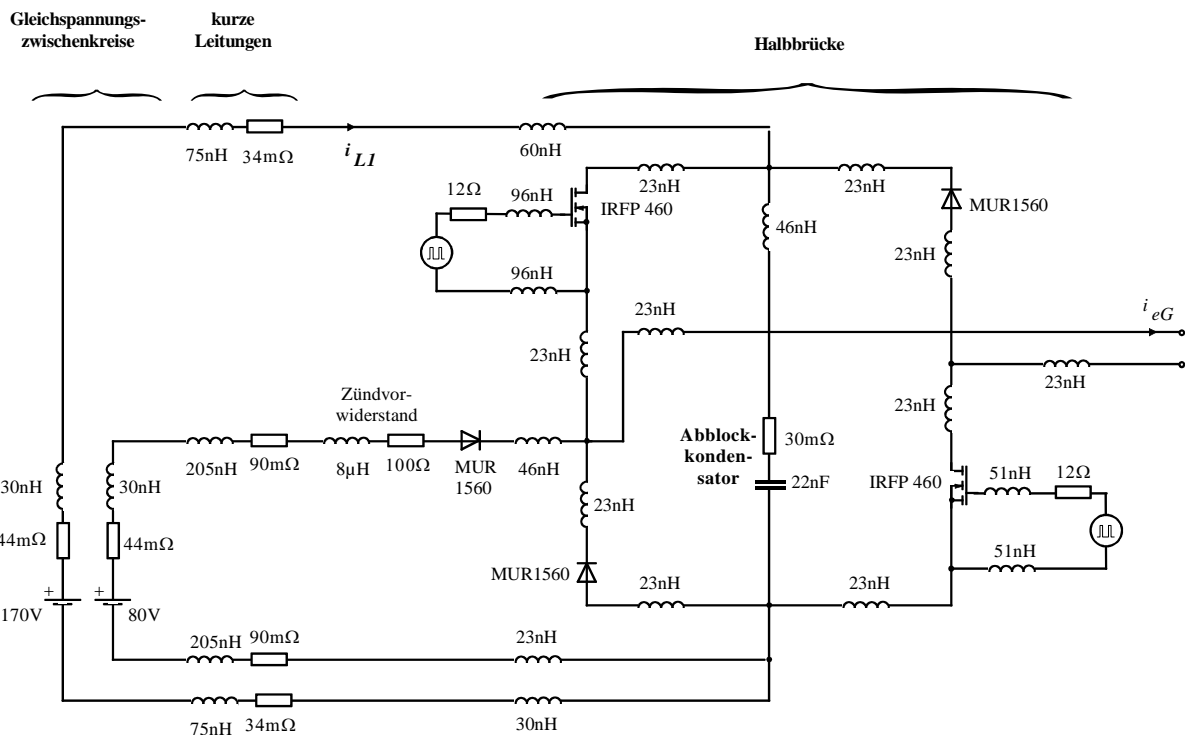 Gleichspannungs-
zwischenkreise
kurze
Leitungen
Halbbrücke
75nH
34mΩ
i L1
60nH
23nH
23nH
12Ω
96nH
IRFP 460
MUR1560
46nH
23nH
96nH
23nH
i eG
23nH
23nH
Zündvor-
widerstand
23nH
205nH
90mΩ
8µH
100Ω
MUR
1560
46nH
Abblock-
konden-
sator
30mΩ
22nF
IRFP 460
51nH
12Ω
30nH
30nH
23nH
44mΩ
44mΩ
51nH
MUR1560
23nH
23nH
+
170V
+
80V
205nH
90mΩ
23nH
75nH
34mΩ
30nH